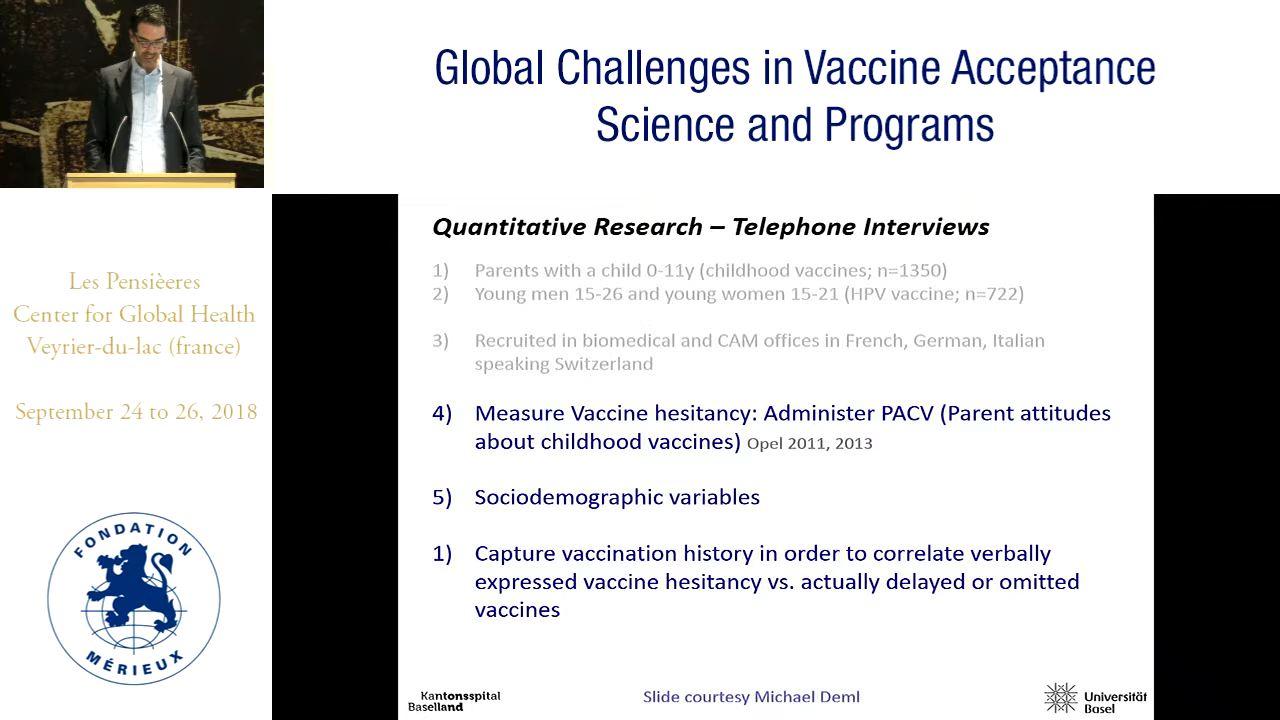 Global Challenges in Vaccine Acceptance
Science and Programs
Les Pensièeres
Center for Global Health
Veyrier-du-lac (france)
September 24 to 26, 2018
FONDATION
MÉRIEUX
Quantitative Research – Telephone Interviews
1) Parents with a child 0-11y (childhood vaccines; n=1350)
2) Young men 15-26 and young women 15-21 (HPV vaccine; n=722)
3) Recruited in biomedical and CAM offices in French, German, Italian
speaking Switzerland
4) Measure Vaccine hesitancy: Administer PACV (Parent attitudes
about childhood vaccines) Opel 2011, 2013
5) Sociodemographic variables
1) Capture vaccination history in order to correlate verbally
expressed vaccine hesitancy vs. actually delayed or omitted
vaccines
Kantonsspital
Baselland
Slide courtesy Michael Deml
Universität
Basel